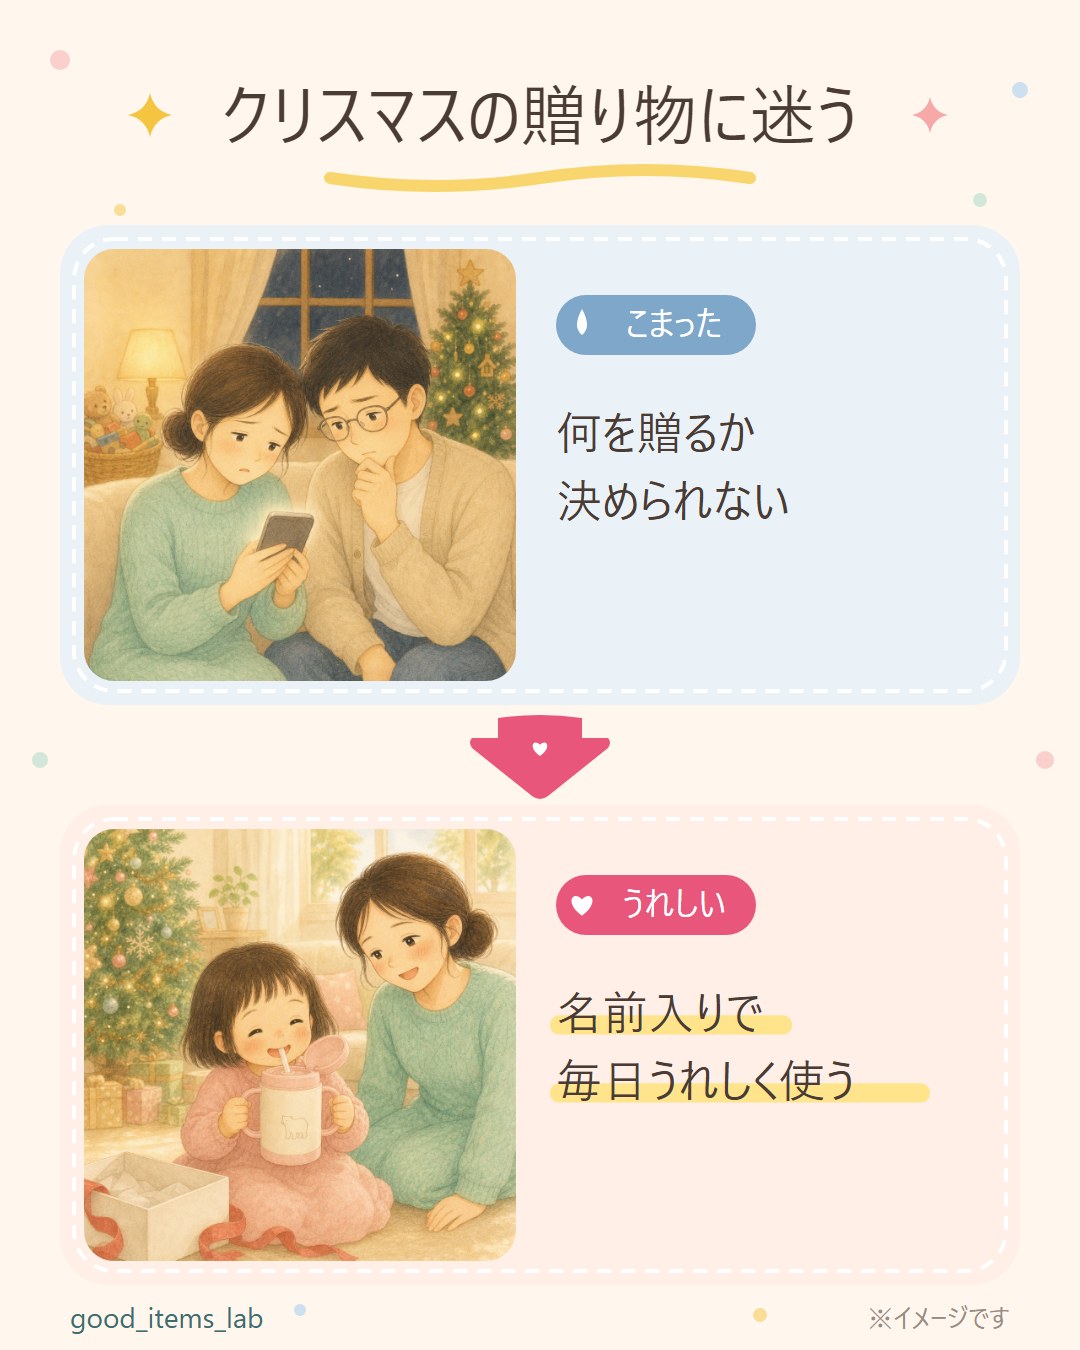 クリスマスの贈り物に迷う
こまった
何を贈るか
決められない
うれしい
名前入りで
毎日うれしく使う
good_items_lab
※イメージです